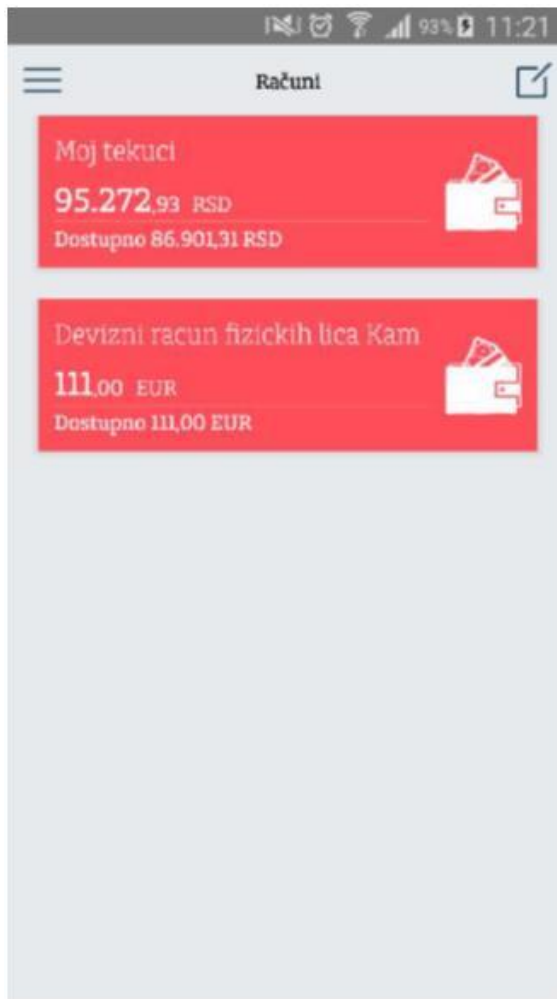 93% 11:21
Računi
Moj tekuci
95.272,93 RSD
Dostupno 86.901,31 RSD
Devizni racun fizickih lica Kam
111,00 EUR
Dostupno 111,00 EUR